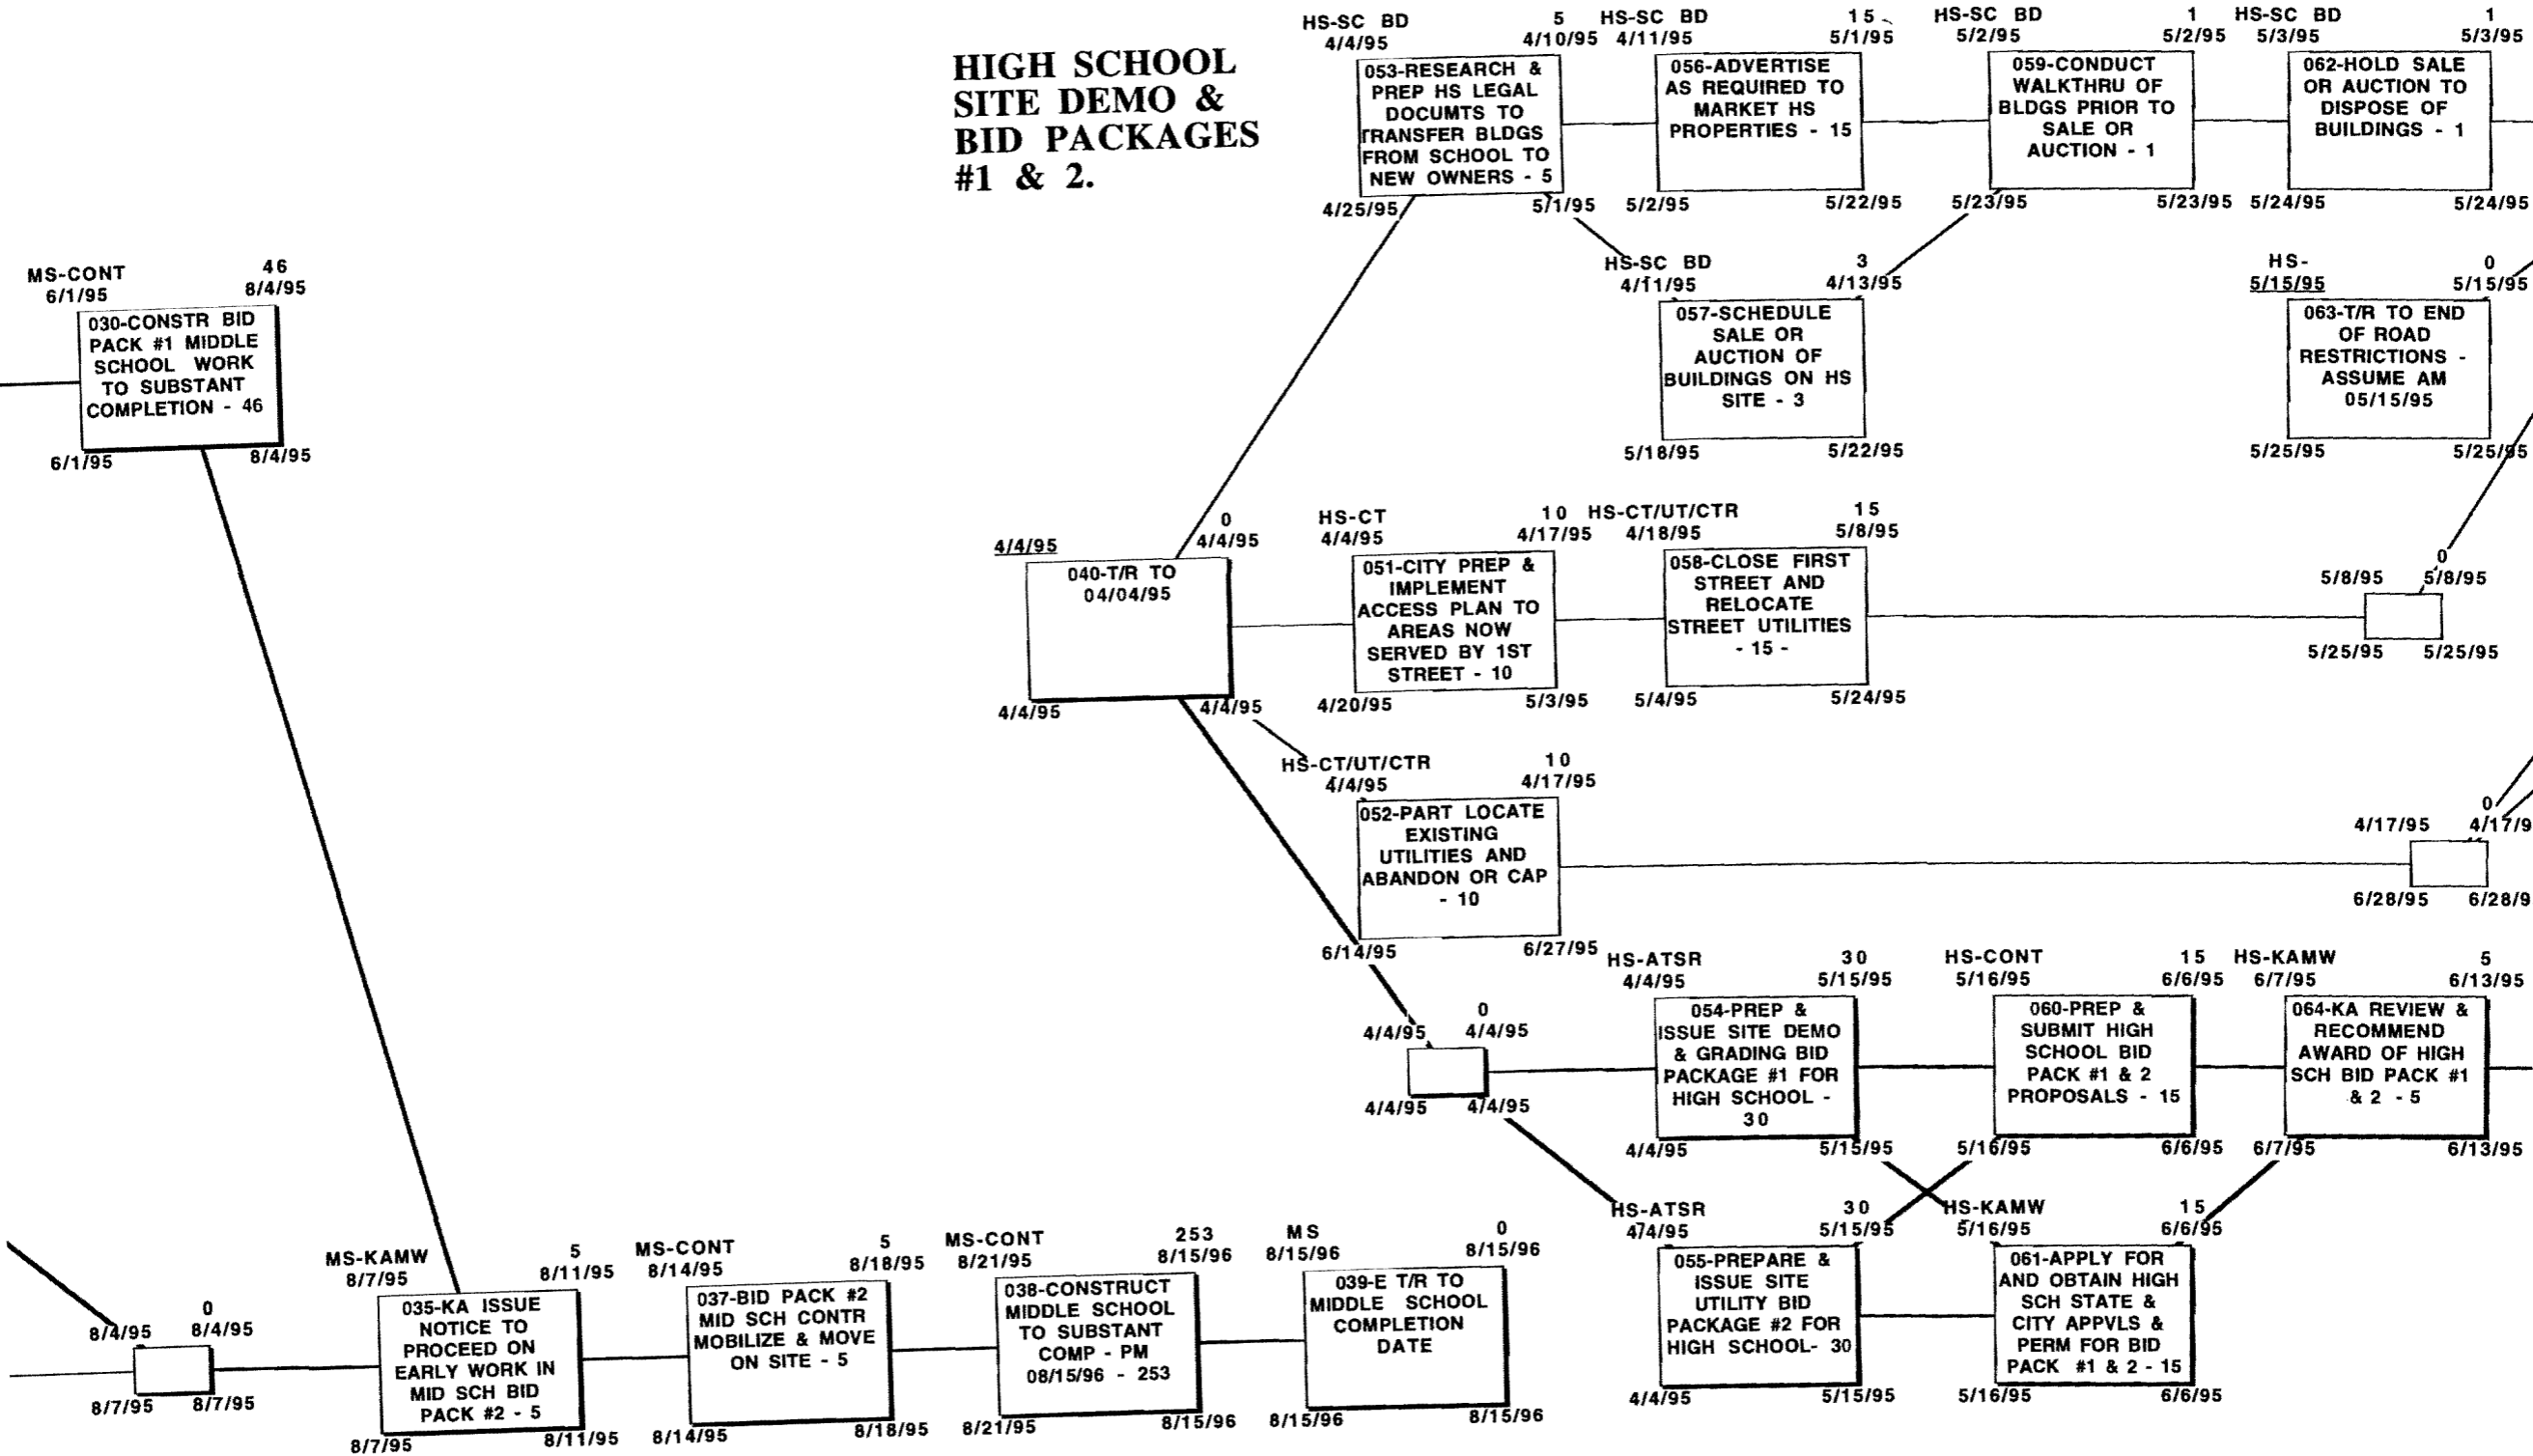 HIGH SCHOOL
SITE DEMO &
BID PACKAGES
#1 & 2.
HS-SC BD 5
4/4/95 4/10/95
053-RESEARCH &
PREP HS LEGAL
DOCUMTS TO
TRANSFER BLDGS
FROM SCHOOL TO
NEW OWNERS - 5
4/25/95 5/1/95
HS-SC BD 15
4/11/95 5/1/95
056-ADVERTISE
AS REQUIRED TO
MARKET HS
PROPERTIES - 15
5/2/95 5/22/95
HS-SC BD 1
5/2/95 5/2/95
059-CONDUCT
WALKTHRU OF
BLDGS PRIOR TO
SALE OR
AUCTION - 1
5/23/95 5/23/95
HS-SC BD 1
5/3/95 5/3/95
062-HOLD SALE
OR AUCTION TO
DISPOSE OF
BUILDINGS - 1
5/24/95 5/24/95
MS-CONT 46
6/1/95 8/4/95
030-CONSTR BID
PACK #1 MIDDLE
SCHOOL WORK
TO SUBSTANT
COMPLETION - 46
6/1/95 8/4/95
HS-SC BD 3
4/11/95 4/13/95
057-SCHEDULE
SALE OR
AUCTION OF
BUILDINGS ON HS
SITE - 3
5/18/95 5/22/95
HS- 0
5/15/95 5/15/95
063-T/R TO END
OF ROAD
RESTRICTIONS -
ASSUME AM
05/15/95
5/25/95 5/25/95
0
4/4/95 4/4/95
040-T/R TO
04/04/95
4/4/95 4/4/95
HS-CT 10
4/4/95 4/17/95
051-CITY PREP &
IMPLEMENT
ACCESS PLAN TO
AREAS NOW
SERVED BY 1ST
STREET - 10
4/20/95 5/3/95
HS-CT/UT/CTR 15
4/18/95 5/8/95
058-CLOSE FIRST
STREET AND
RELOCATE
STREET UTILITIES
- 15 -
5/4/95 5/24/95
0
5/8/95 5/8/95
5/25/95 5/25/95
HS-CT/UT/CTR 10
4/4/95 4/17/95
052-PART LOCATE
EXISTING
UTILITIES AND
ABANDON OR CAP
- 10
6/14/95 6/27/95
0
4/17/95 4/17/9
6/28/95 6/28/9
0
4/4/95 4/4/95
4/4/95 4/4/95
HS-ATSR 30
4/4/95 5/15/95
054-PREP &
ISSUE SITE DEMO
& GRADING BID
PACKAGE #1 FOR
HIGH SCHOOL -
30
4/4/95 5/15/95
HS-CONT 15
5/16/95 6/6/95
060-PREP &
SUBMIT HIGH
SCHOOL BID
PACK #1 & 2
PROPOSALS - 15
5/16/95 6/6/95
HS-KAMW 5
6/7/95 6/13/95
064-KA REVIEW &
RECOMMEND
AWARD OF HIGH
SCH BID PACK #1
& 2 - 5
6/7/95 6/13/95
0
8/4/95 8/4/95
8/7/95 8/7/95
MS-KAMW 5
8/7/95 8/11/95
035-KA ISSUE
NOTICE TO
PROCEED ON
EARLY WORK IN
MID SCH BID
PACK #2 - 5
8/7/95 8/11/95
MS-CONT 5
8/14/95 8/18/95
037-BID PACK #2
MID SCH CONTR
MOBILIZE & MOVE
ON SITE - 5
8/14/95 8/18/95
MS-CONT 253
8/21/95 8/15/96
038-CONSTRUCT
MIDDLE SCHOOL
TO SUBSTANT
COMP - PM
08/15/96 - 253
8/21/95 8/15/96
MS 0
8/15/96 8/15/96
039-E T/R TO
MIDDLE SCHOOL
COMPLETION
DATE
8/15/96 8/15/96
HS-ATSR 30
4/4/95 5/15/95
055-PREPARE &
ISSUE SITE
UTILITY BID
PACKAGE #2 FOR
HIGH SCHOOL- 30
4/4/95 5/15/95
HS-KAMW 15
5/16/95 6/6/95
061-APPLY FOR
AND OBTAIN HIGH
SCH STATE &
CITY APPVLS &
PERM FOR BID
PACK #1 & 2 - 15
5/16/95 6/6/95